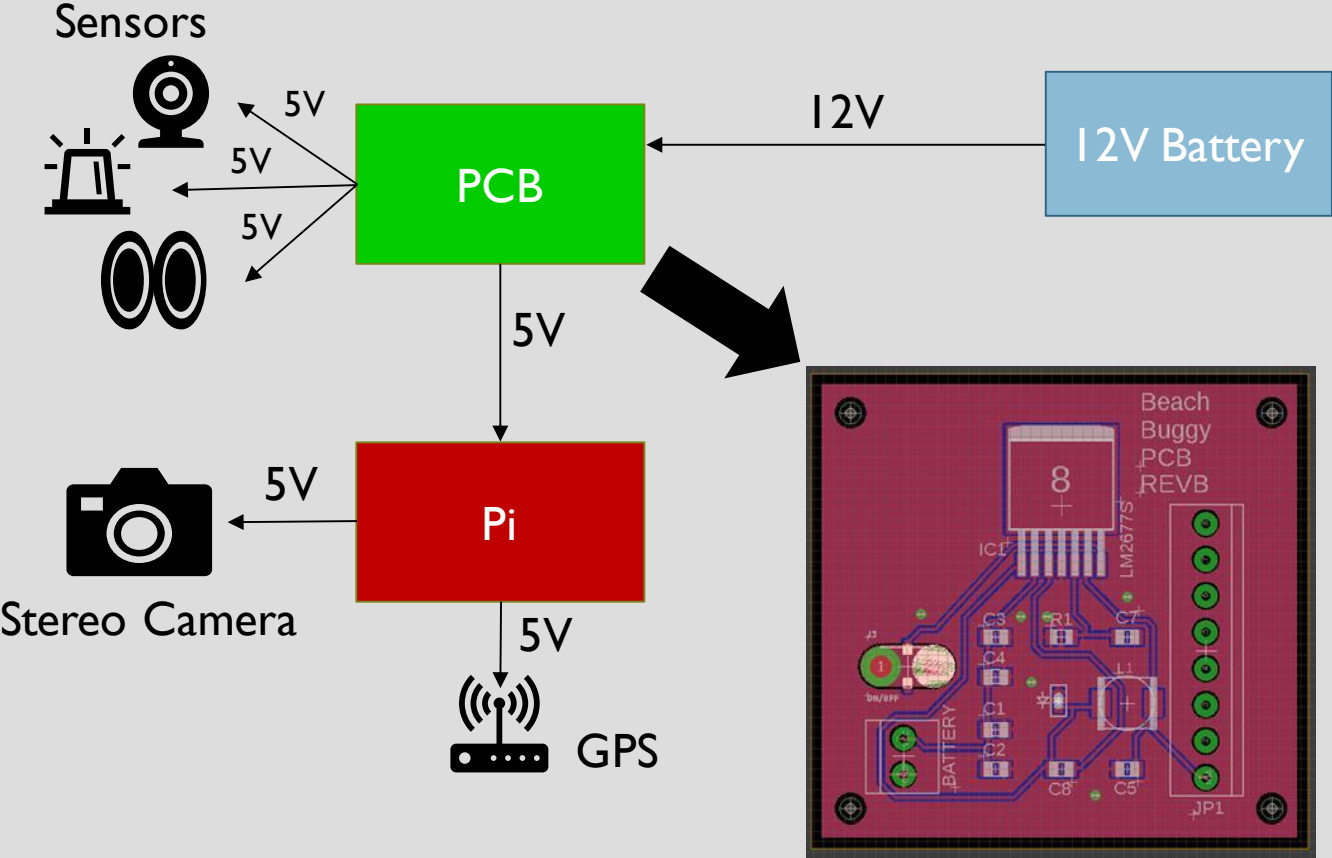 Sensors
5V
5V
5V
PCB
12V
12V Battery
5V
Pi
5V
Stereo Camera
5V
GPS
Beach
Buggy
PCB
REVB
8
LM2677S
IC1
C3
R1
C7
C4
L1
1
ON/OFF
C1
C2
BATTERY
C8
C5
JP1